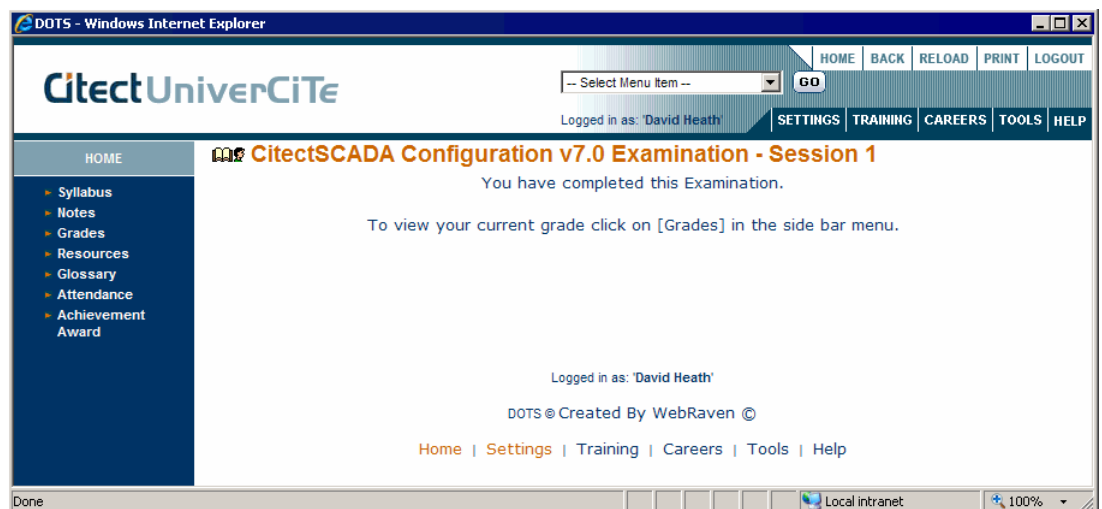 DOTS - Windows Internet Explorer
HOME BACK RELOAD PRINT LOGOUT
CitectUniverCiTe
-- Select Menu Item -- GO
Logged in as: 'David Heath'
SETTINGS TRAINING CAREERS TOOLS HELP
HOME
Syllabus
Notes
Grades
Resources
Glossary
Attendance
Achievement
Award
CitectSCADA Configuration v7.0 Examination - Session 1
You have completed this Examination.
To view your current grade click on [Grades] in the side bar menu.
Logged in as: 'David Heath'
DOTS © Created By WebRaven ©
Home | Settings | Training | Careers | Tools | Help
Done Local intranet 100%